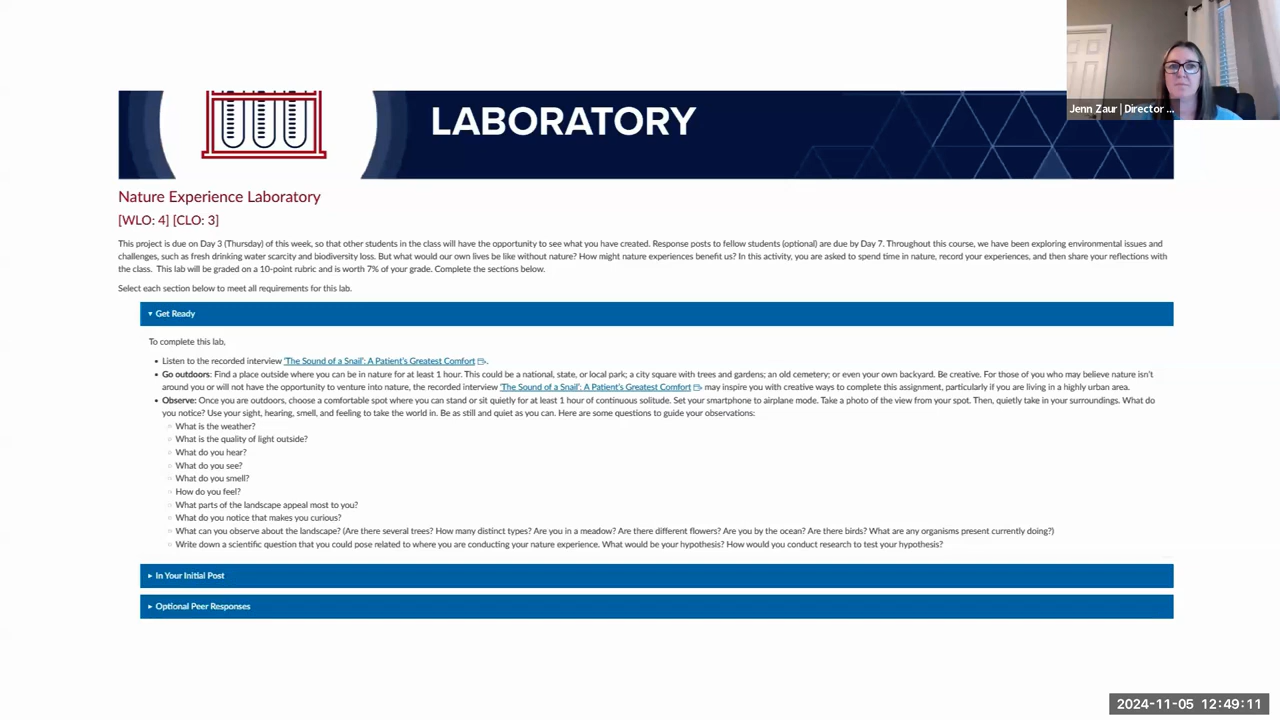 Jenn Zaur | Director ...
LABORATORY
Nature Experience Laboratory
[WLO: 4] [CLO: 3]
This project is due on Day 3 (Thursday) of this week, so that other students in the class will have the opportunity to see what you have created. Response posts to fellow students (optional) are due by Day 7. Throughout this course, we have been exploring environmental issues and
challenges, such as fresh drinking water scarcity and biodiversity loss. But what would our own lives be like without nature? How might nature experiences benefit us? In this activity, you are asked to spend time in nature, record your experiences, and then share your reflections with
the class. This lab will be graded on a 10-point rubric and is worth 7% of your grade. Complete the sections below.
Select each section below to meet all requirements for this lab.
Get Ready
To complete this lab,
• Listen to the recorded interview 'The Sound of a Snail': A Patient's Greatest Comfort.
• Go outdoors: Find a place outside where you can be in nature for at least 1 hour. This could be a national, state, or local park; a city square with trees and gardens; an old cemetery; or even your own backyard. Be creative. For those of you who may believe nature isn't
around you or will not have the opportunity to venture into nature, the recorded interview 'The Sound of a Snail': A Patient's Greatest Comfort may inspire you with creative ways to complete this assignment, particularly if you are living in a highly urban area.
• Observe: Once you are outdoors, choose a comfortable spot where you can stand or sit quietly for at least 1 hour of continuous solitude. Set your smartphone to airplane mode. Take a photo of the view from your spot. Then, quietly take in your surroundings. What do
you notice? Use your sight, hearing, smell, and feeling to take the world in. Be as still and quiet as you can. Here are some questions to guide your observations:
What is the weather?
What is the quality of light outside?
What do you hear?
What do you see?
What do you smell?
How do you feel?
What parts of the landscape appeal most to you?
What do you notice that makes you curious?
What can you observe about the landscape? (Are there several trees? How many distinct types? Are you in a meadow? Are there different flowers? Are you by the ocean? Are there birds? What are any organisms present currently doing?)
Write down a scientific question that you could pose related to where you are conducting your nature experience. What would be your hypothesis? How would you conduct research to test your hypothesis?
In Your Initial Post
Optional Peer Responses
2024-11-05 12:49:11